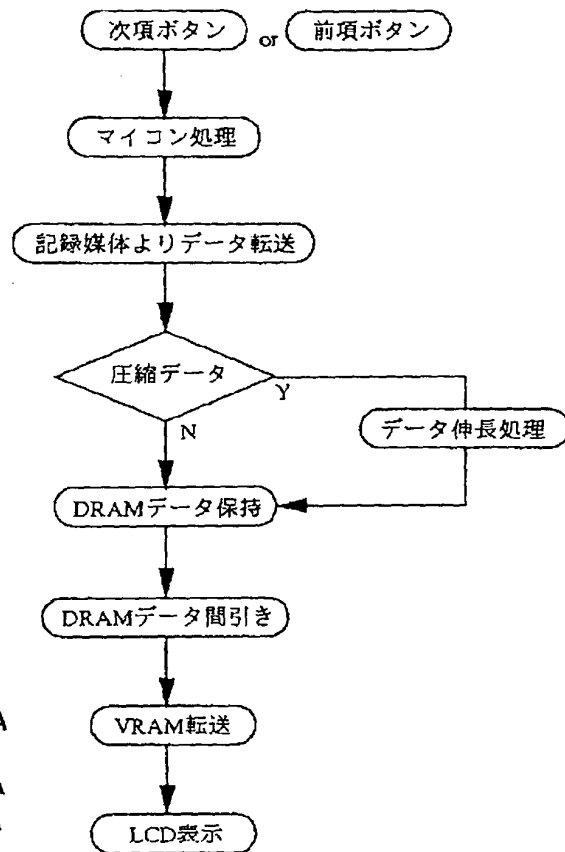 次項ボタン or 前項ボタン
マイコン処理
記録媒体よりデータ転送
圧縮データ
Y
データ伸長処理
N
DRAMデータ保持
DRAMデータ間引き
VRAM転送
LCD表示